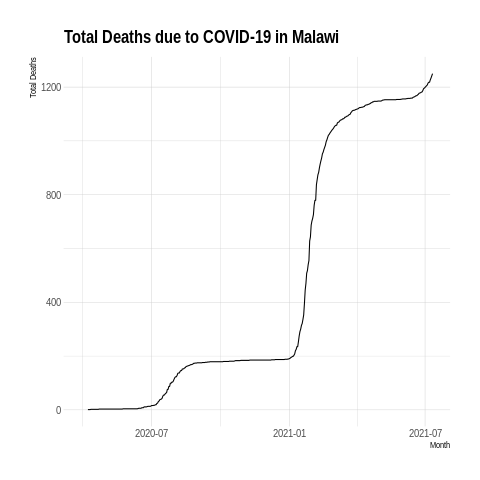 Total Deaths due to COVID-19 in Malawi
Total Deaths
1200
800
400
0
2020-07
2021-01
2021-07
Month